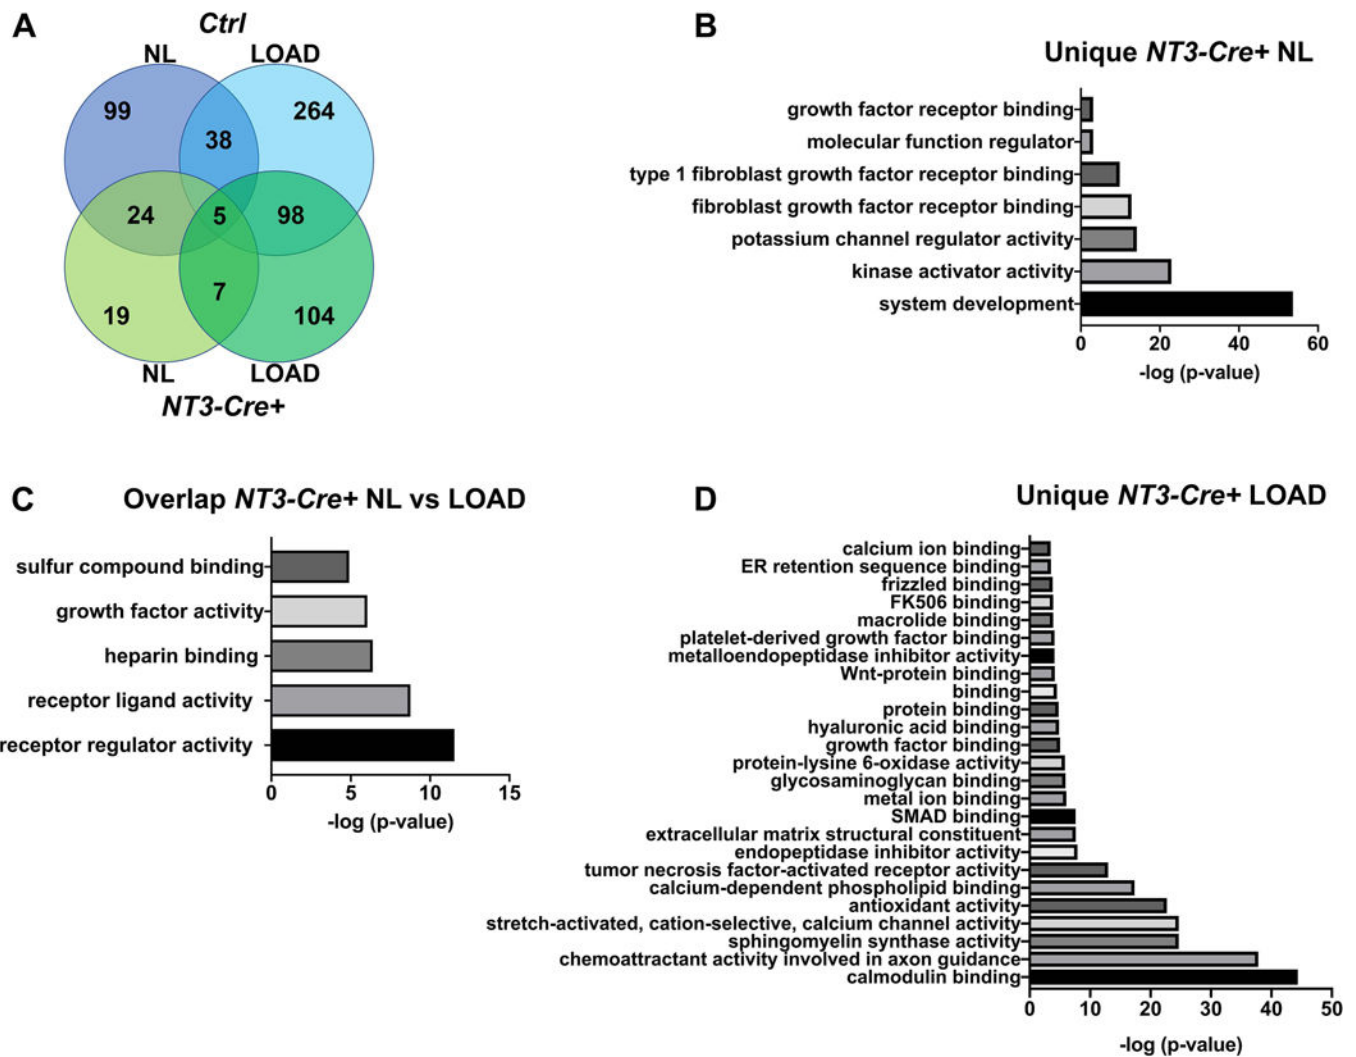 A
Ctrl
NL
LOAD
99
264
38
24
5
98
7
19
104
NL
LOAD
NT3-Cre+
B
Unique NT3-Cre+ NL
growth factor receptor binding
molecular function regulator
type 1 fibroblast growth factor receptor binding
fibroblast growth factor receptor binding
potassium channel regulator activity
kinase activator activity
system development
0 20 40 60
-log (p-value)
C
Overlap NT3-Cre+ NL vs LOAD
sulfur compound binding
growth factor activity
heparin binding
receptor ligand activity
receptor regulator activity
0 5 10 15
-log (p-value)
D
Unique NT3-Cre+ LOAD
calcium ion binding
ER retention sequence binding
frizzled binding
FK506 binding
macrolide binding
platelet-derived growth factor binding
metalloendopeptidase inhibitor activity
Wnt-protein binding
binding
protein binding
hyaluronic acid binding
growth factor binding
protein-lysine 6-oxidase activity
glycosaminoglycan binding
metal ion binding
SMAD binding
extracellular matrix structural constituent
endopeptidase inhibitor activity
tumor necrosis factor-activated receptor activity
calcium-dependent phospholipid binding
antioxidant activity
stretch-activated, cation-selective, calcium channel activity
sphingomyelin synthase activity
chemoattractant activity involved in axon guidance
calmodulin binding
0 10 20 30 40 50
-log (p-value)